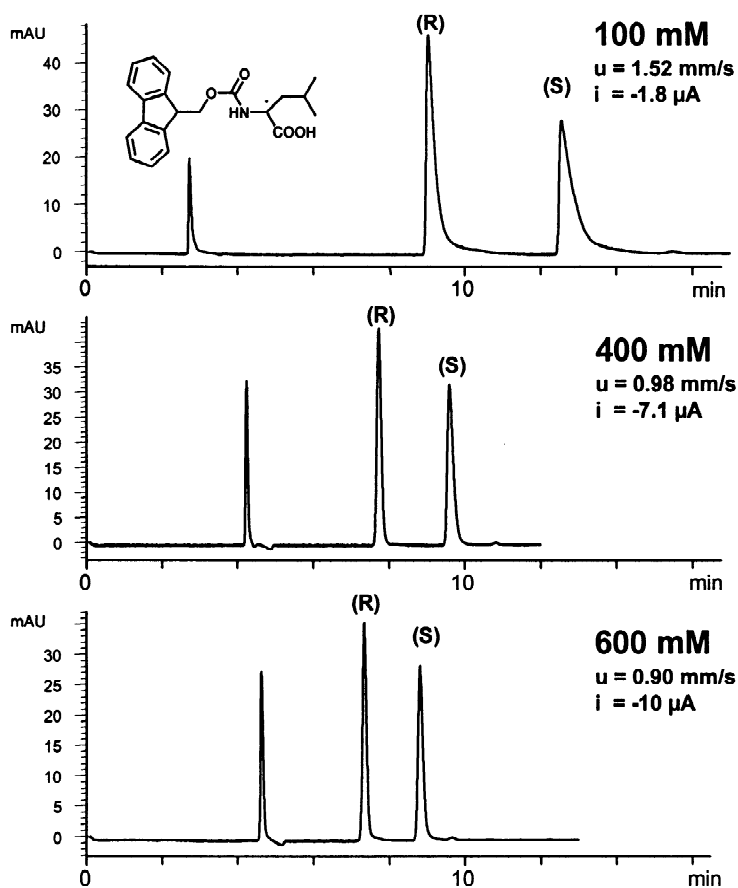 mAU
(R)
100 mM
u = 1.52 mm/s
i = -1.8 µA
(S)
40
30
20
10
0
O
O
HN
COOH
0
10
min
mAU
(R)
400 mM
u = 0.98 mm/s
i = -7.1 µA
(S)
35
30
25
20
15
10
5
0
0
10
min
mAU
(R)
(S)
600 mM
u = 0.90 mm/s
i = -10 µA
30
25
20
15
10
5
0
0
10
min